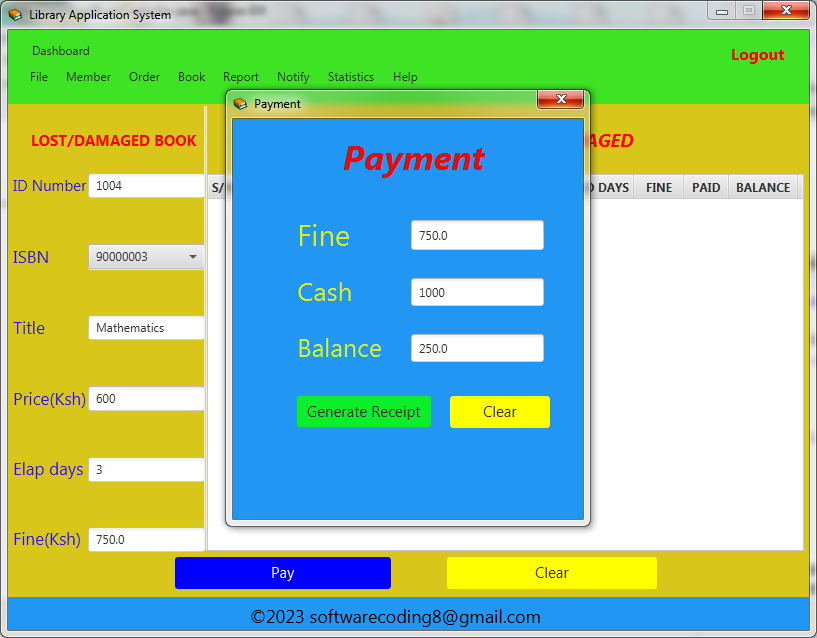 Library Application System
Dashboard
Logout
File Member Order Book Report Notify Statistics Help
Payment
LOST/DAMAGED BOOK
Payment
ID Number 1004
DAYS FINE PAID BALANCE
Fine 750.0
ISBN 90000003
Cash 1000
Title Mathematics
Balance 250.0
Price(Ksh) 600
Generate Receipt Clear
Elap days 3
Fine(Ksh) 750.0
Pay Clear
©2023 softwarecoding8@gmail.com